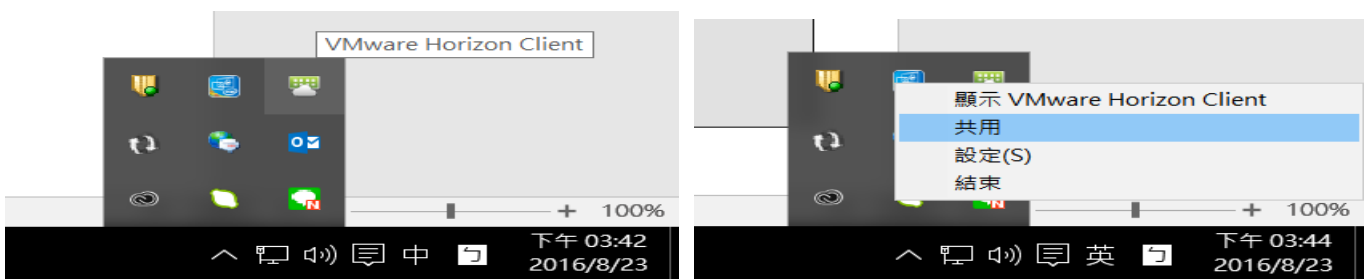 VMware Horizon Client
100%
中 ㄅ
下午 03:42
2016/8/23
顯示 VMware Horizon Client
共用
設定(S)
結束
100%
英 ㄅ
下午 03:44
2016/8/23